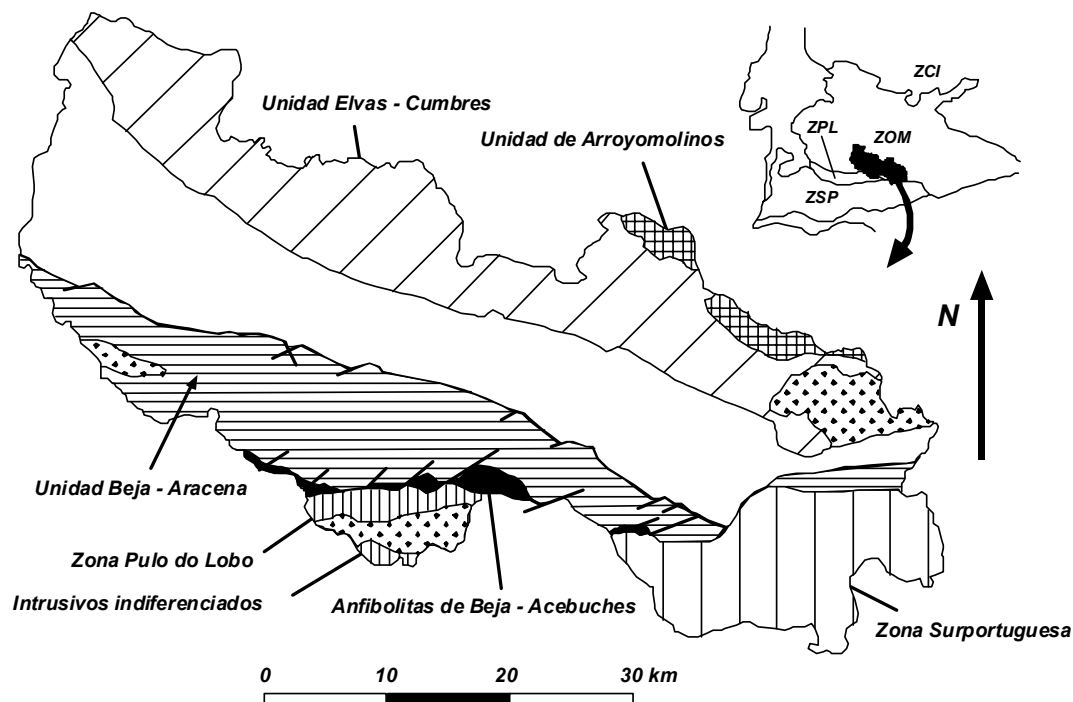 Unidad Elvas - Cumbres
Unidad de Arroyomolinos
ZCI
ZPL
ZOM
ZSP
N
Unidad Beja - Aracena
Zona Pulo do Lobo
Intrusivos indiferenciados
Anfibolitas de Beja - Acebuches
Zona Surportuguesa
0 10 20 30 km